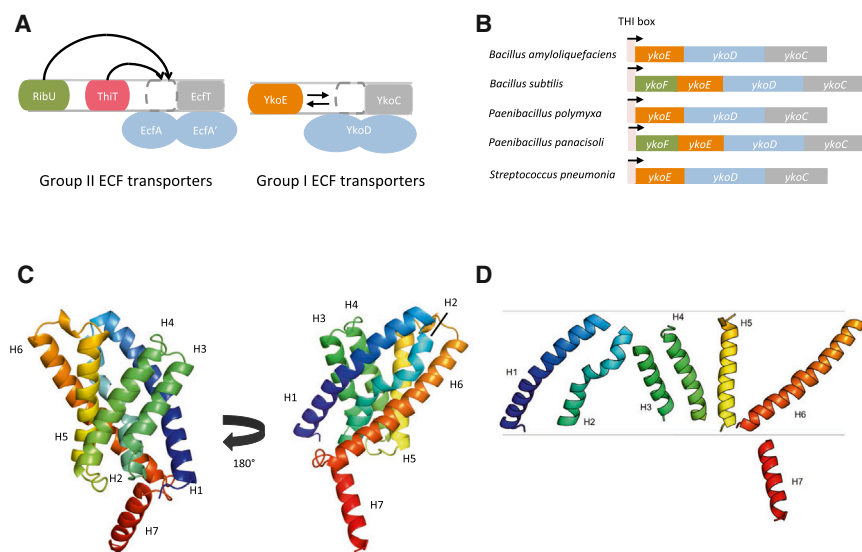 A
RibU
ThiT
EcfT
EcfA
EcfA'
Group II ECF transporters
YkoE
YkoC
YkoD
Group I ECF transporters
B
THI box
Bacillus amyloliquefaciens
ykoE ykoD ykoC
Bacillus subtilis
ykoF ykoE ykoD ykoC
Paenibacillus polymyxa
ykoE ykoD ykoC
Paenibacillus panacisoli
ykoF ykoE ykoD ykoC
Streptococcus pneumonia
ykoE ykoD ykoC
C
H6
H4
H3
H5
H2
H1
H7
180°
H4
H2
H3
H6
H1
H5
H7
D
H1
H2
H3
H4
H5
H6
H7